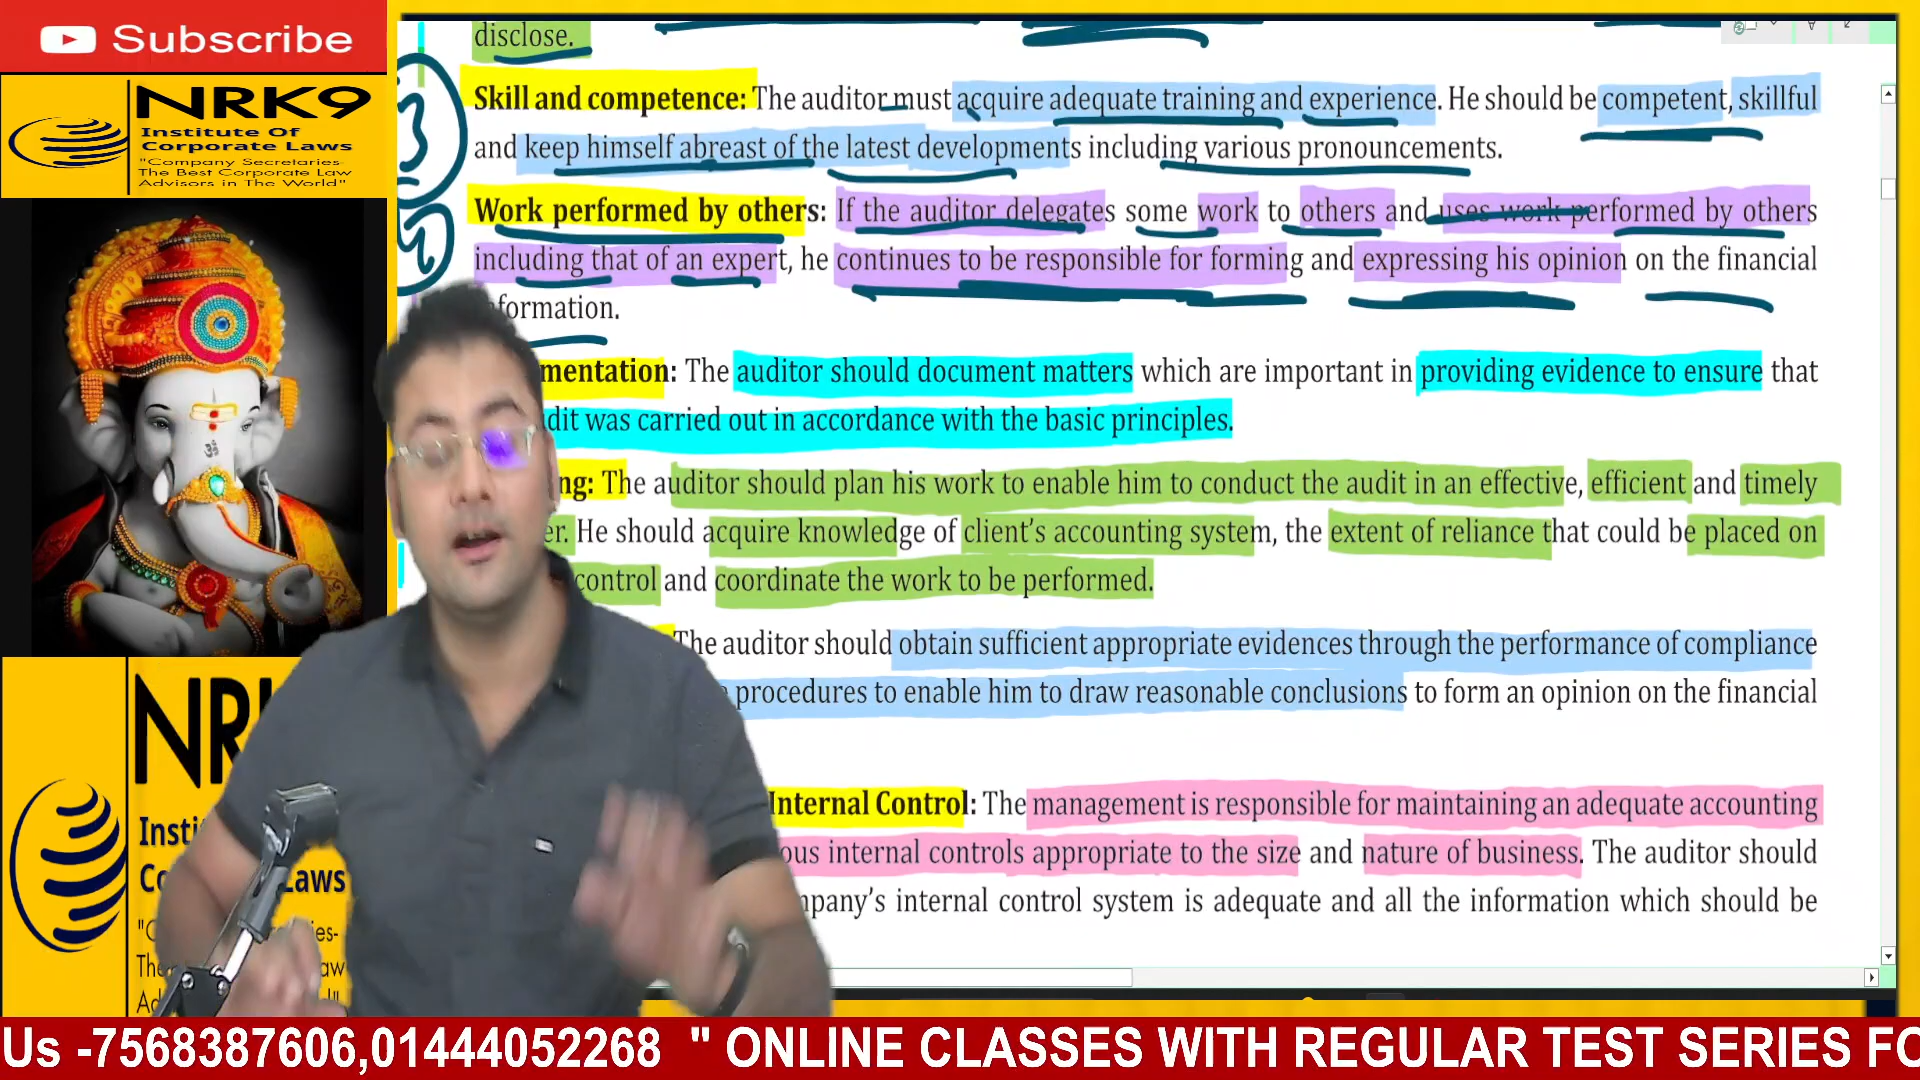 Subscribe
NRK9
Institute Of
Corporate Laws
"Company Secretaries-
The Best Corporate Law
Advisors in The World"
disclose.
3
Skill and competence: The auditor must acquire adequate training and experience. He should be competent, skillful
and keep himself abreast of the latest developments including various pronouncements.
Work performed by others: If the auditor delegates some work to others and uses work performed by others
including that of an expert, he continues to be responsible for forming and expressing his opinion on the financial
formation.
mentation: The auditor should document matters which are important in providing evidence to ensure that
dit was carried out in accordance with the basic principles.
ng: The auditor should plan his work to enable him to conduct the audit in an effective, efficient and timely
er. He should acquire knowledge of client's accounting system, the extent of reliance that could be placed on
control and coordinate the work to be performed.
The auditor should obtain sufficient appropriate evidences through the performance of compliance
procedures to enable him to draw reasonable conclusions to form an opinion on the financial
Internal Control: The management is responsible for maintaining an adequate accounting
ous internal controls appropriate to the size and nature of business. The auditor should
mpany's internal control system is adequate and all the information which should be
NRK
Insti
Co Laws
"C ies-
The aw
Ad d"
Us -7568387606,01444052268 " ONLINE CLASSES WITH REGULAR TEST SERIES FO